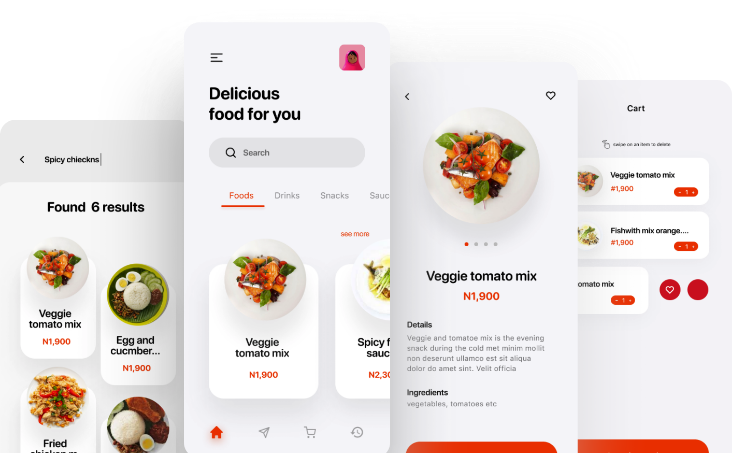 Spicy chieckns
Found 6 results
Veggie
tomato mix
N1,900
Egg and
cucmber...
N1,900
Fried
Delicious
food for you
Search
Foods
Drinks
Snacks
Sauc
see more
Veggie
tomato mix
N1,900
Spicy f
sauc
N2,30
Veggie tomato mix
N1,900
Details
Veggie and tomatoe mix is the evening
snack during the cold met minim mollit
non deserunt ullamco est sit aliqua
dolor do amet sint. Velit officia
Ingredients
vegetables, tomatoes etc
Cart
swipe on an item to delete
Veggie tomato mix
#1,900
- 1 +
Fishwith mix orange....
#1,900
- 1 +
omato mix
- 1 +